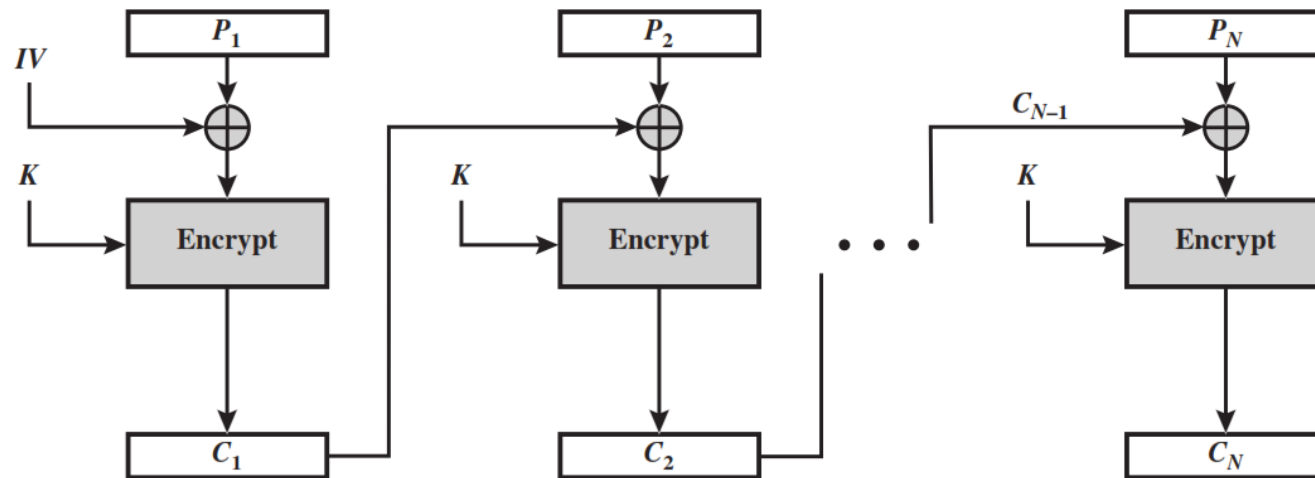 P1 P2 PN
IV
CN–1
K K K
Encrypt Encrypt Encrypt
C1 C2 CN